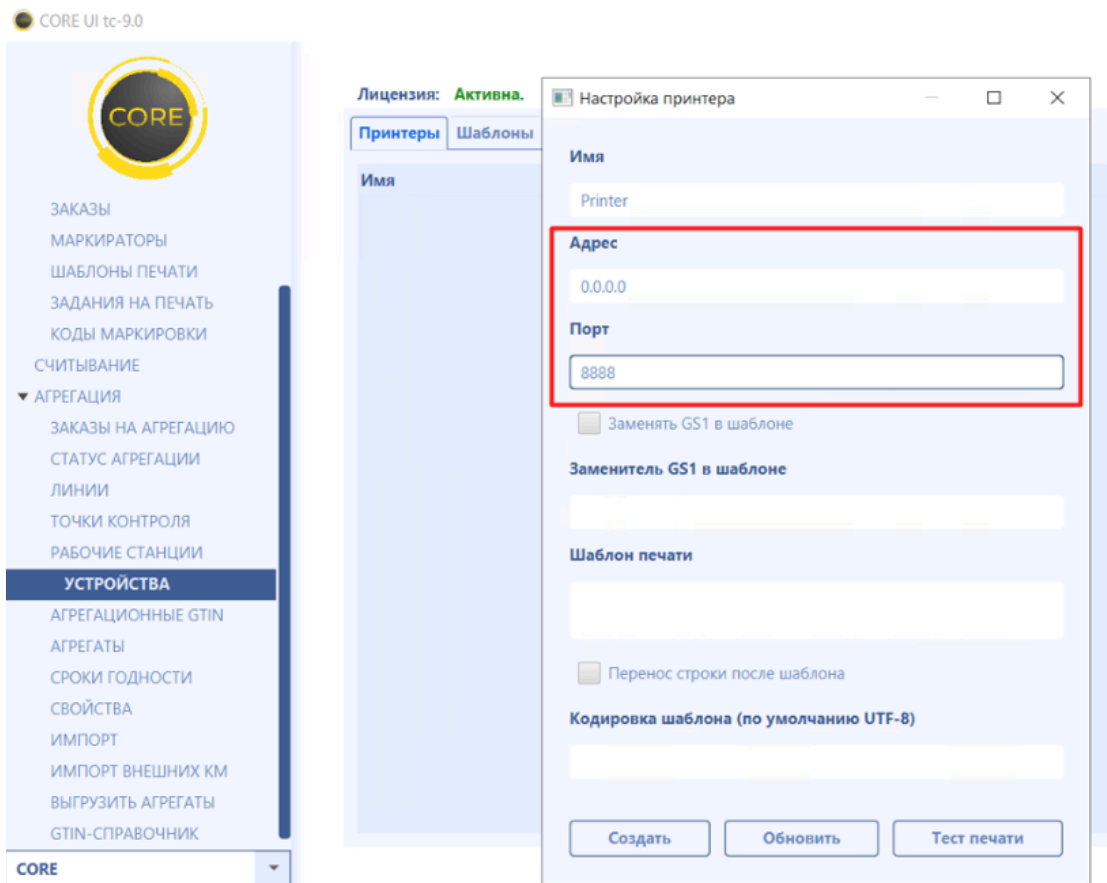 CORE UI tc-9.0
CORE
ЗАКАЗЫ
МАРКИРАТОРЫ
ШАБЛОНЫ ПЕЧАТИ
ЗАДАНИЯ НА ПЕЧАТЬ
КОДЫ МАРКИРОВКИ
СЧИТЫВАНИЕ
АГРЕГАЦИЯ
ЗАКАЗЫ НА АГРЕГАЦИЮ
СТАТУС АГРЕГАЦИИ
ЛИНИИ
ТОЧКИ КОНТРОЛЯ
РАБОЧИЕ СТАНЦИИ
УСТРОЙСТВА
АГРЕГАЦИОННЫЕ GTIN
АГРЕГАТЫ
СРОКИ ГОДНОСТИ
СВОЙСТВА
ИМПОРТ
ИМПОРТ ВНЕШНИХ КМ
ВЫГРУЗИТЬ АГРЕГАТЫ
GTIN-СПРАВОЧНИК
CORE
Лицензия: Активна.
Принтеры Шаблоны
Имя
Настройка принтера
Имя
Printer
Адрес
0.0.0.0
Порт
8888
Заменять GS1 в шаблоне
Заменитель GS1 в шаблоне
Шаблон печати
Перенос строки после шаблона
Кодировка шаблона (по умолчанию UTF-8)
Создать Обновить Тест печати